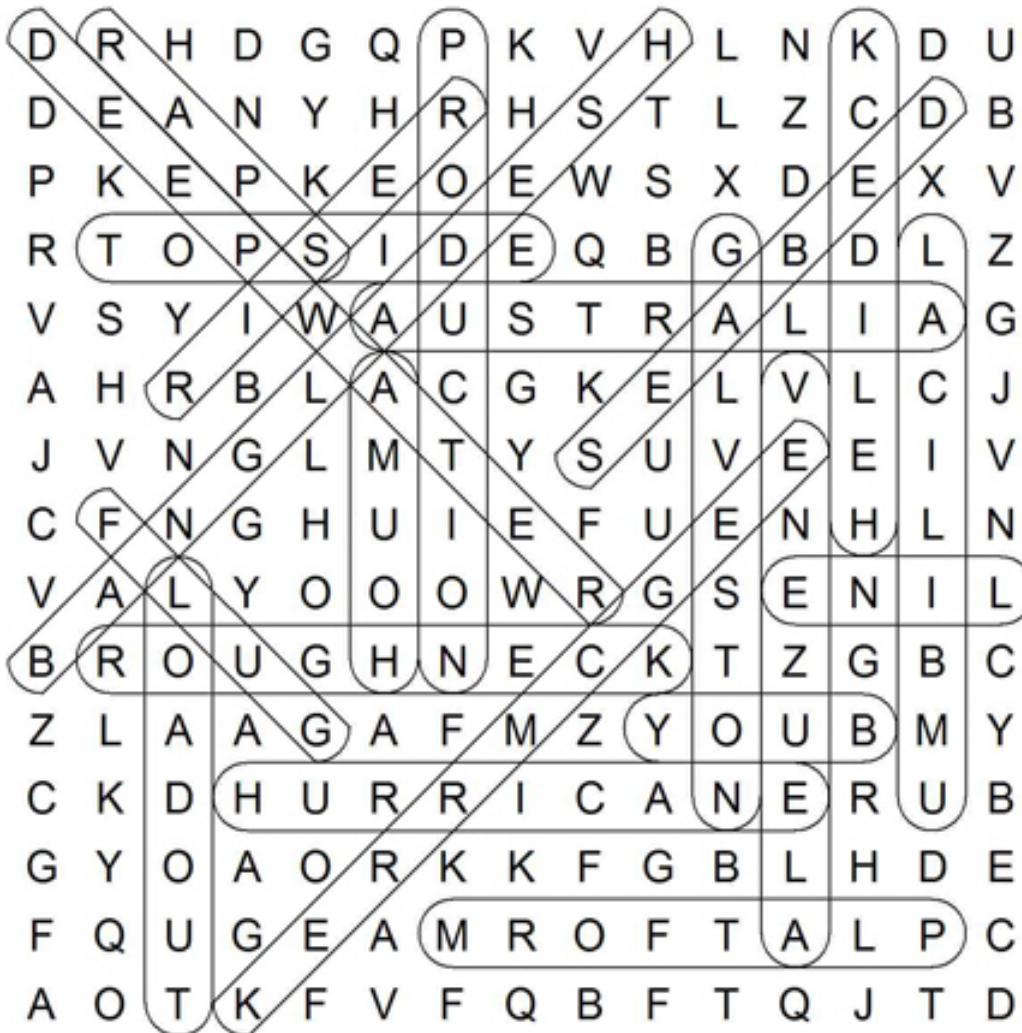 D R H D G Q P K V H L N K D U
D E A N Y H R H S T L Z C D B
P K E P K E O E W S X D E X V
R T O P S I D E Q B G B D L Z
V S Y I W A U S T R A L I A G
A H R B L A C G K E L V L C J
J V N G L M T Y S U V E E I V
C F N G H U I E F U E N H L N
V A L Y O O O W R G S E N I L
B R O U G H N E C K T Z G B C
Z L A A G A F M Z Y O U B M Y
C K D H U R R I C A N E R U B
G Y O A O R K K F G B L H D E
F Q U G E A M R O F T A L P C
A O T K F V F Q B F T Q J T D